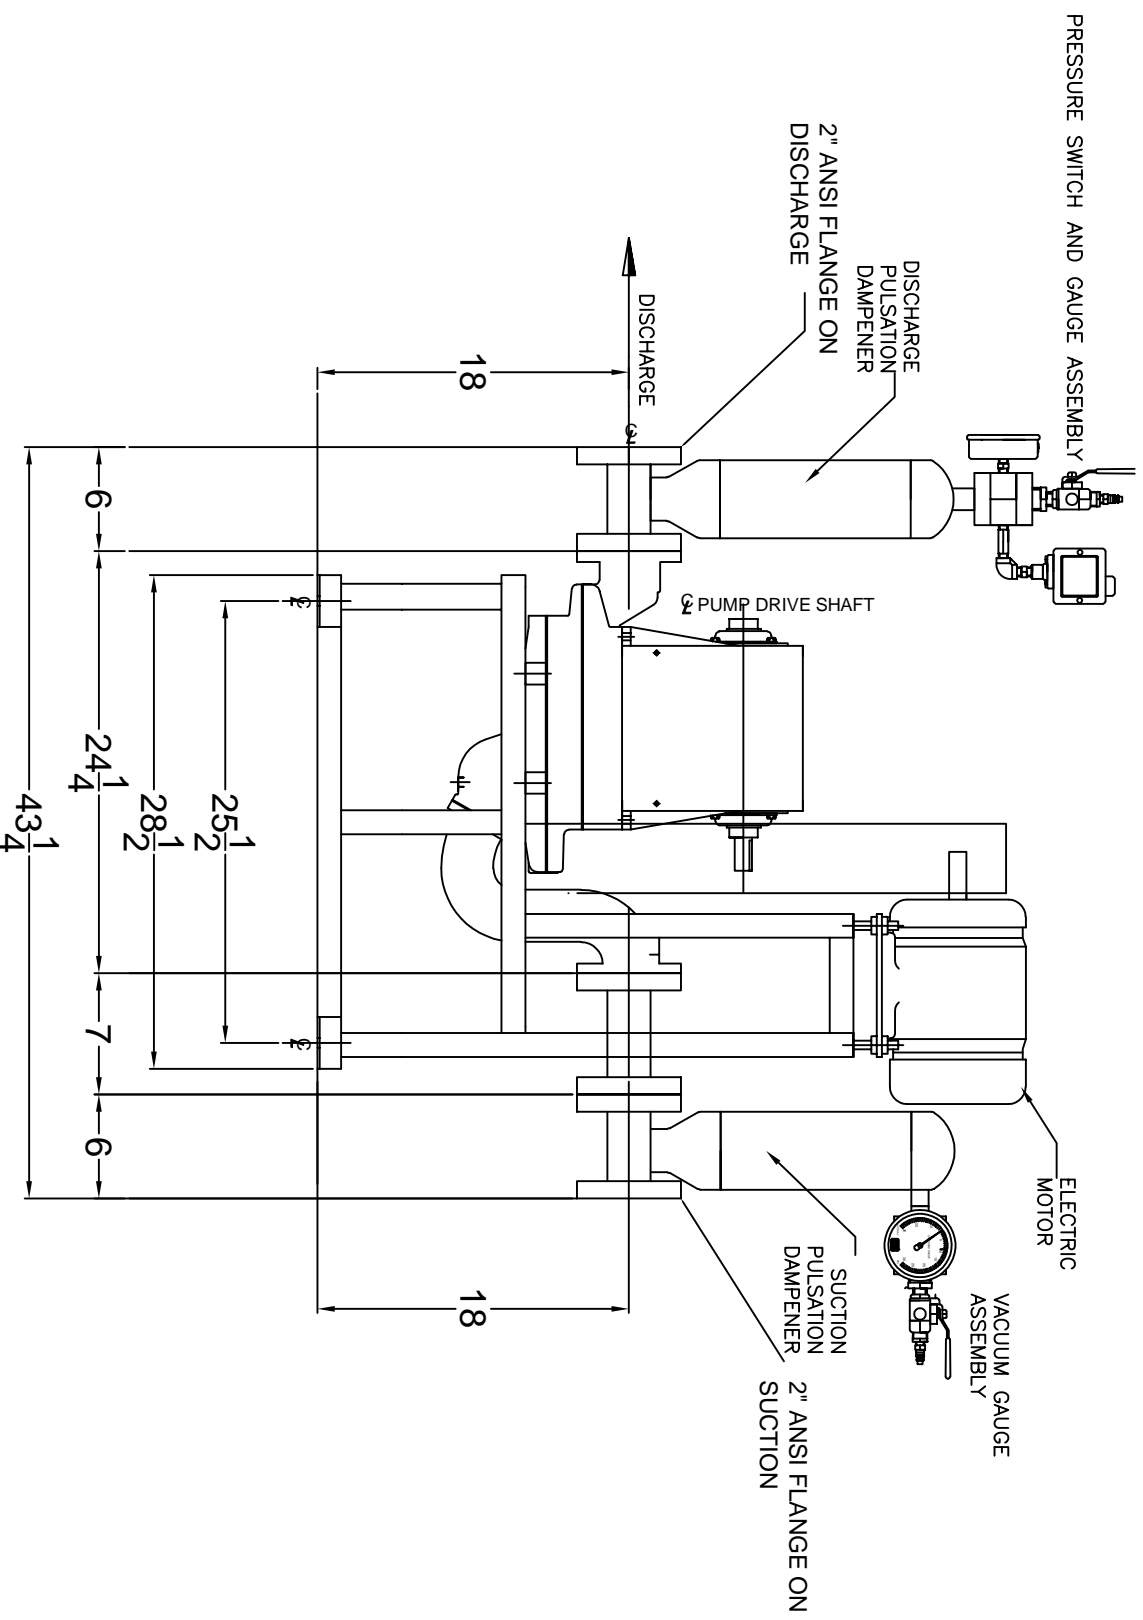 PRESSURE SWITCH AND GAUGE ASSEMBLY
2" ANSI FLANGE ON
DISCHARGE
DISCHARGE
PULSATION
DAMPENER
DISCHARGE
℄
℄ PUMP DRIVE SHAFT
ELECTRIC
MOTOR
VACUUM GAUGE
ASSEMBLY
SUCTION
PULSATION
DAMPENER
2" ANSI FLANGE ON
SUCTION
18
18
℄
℄
25 1/2
28 1/2
6
24 1/4
7
6
43 1/4